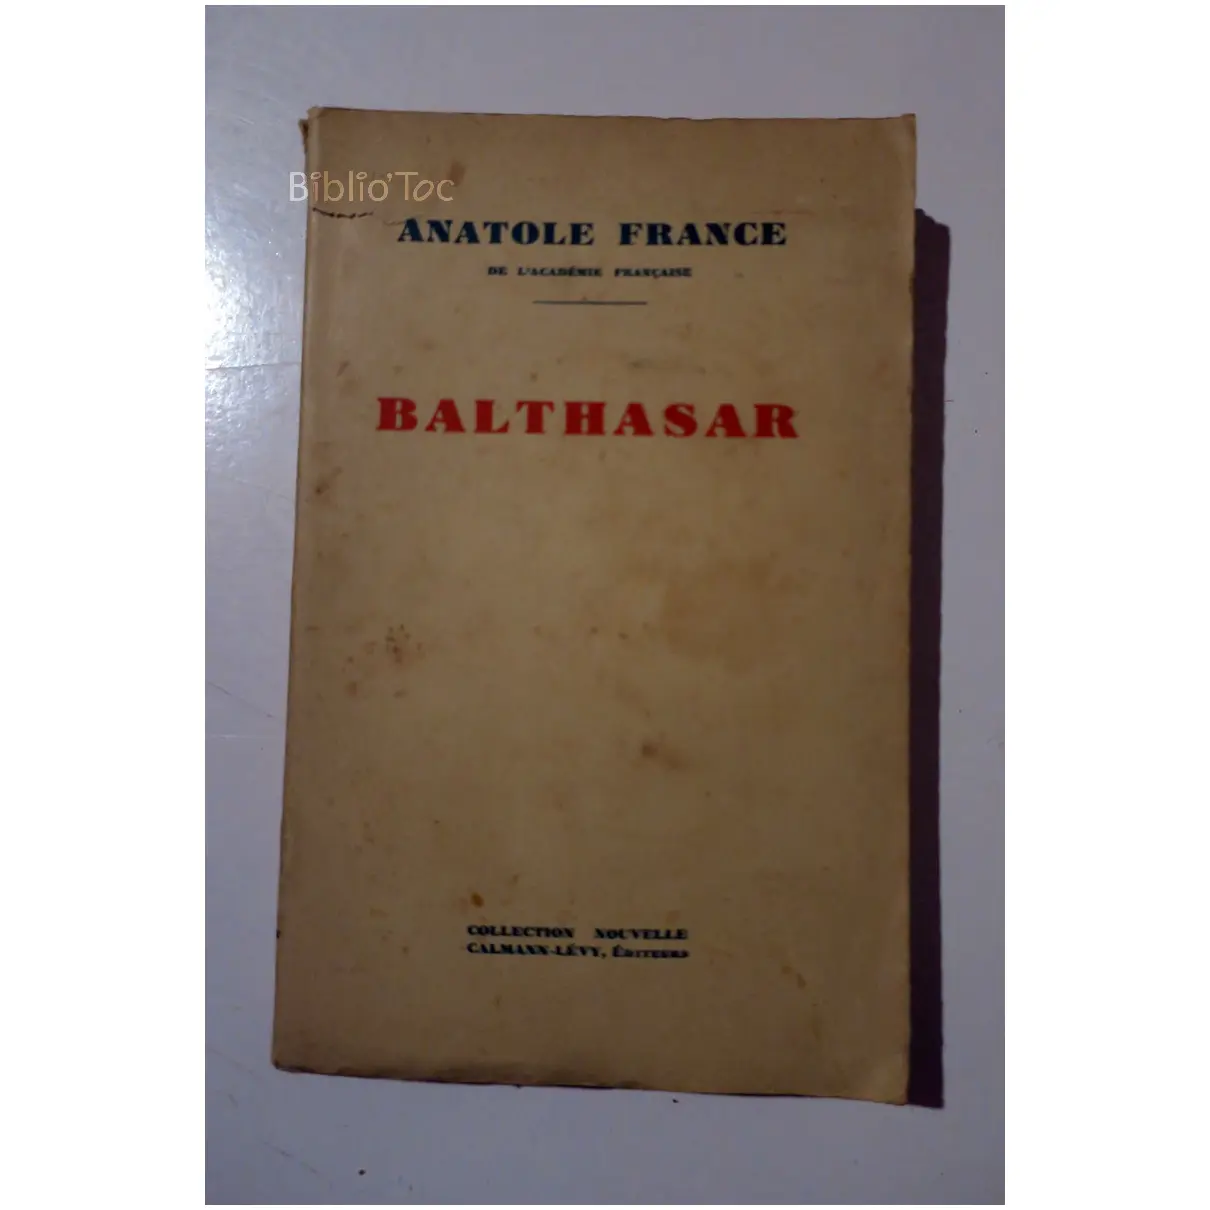 Biblio'Toc
ANATOLE FRANCE
DE L'ACADÉMIE FRANÇAISE
BALTHASAR
COLLECTION NOUVELLE
CALMANN-LÉVY, ÉDITEURS